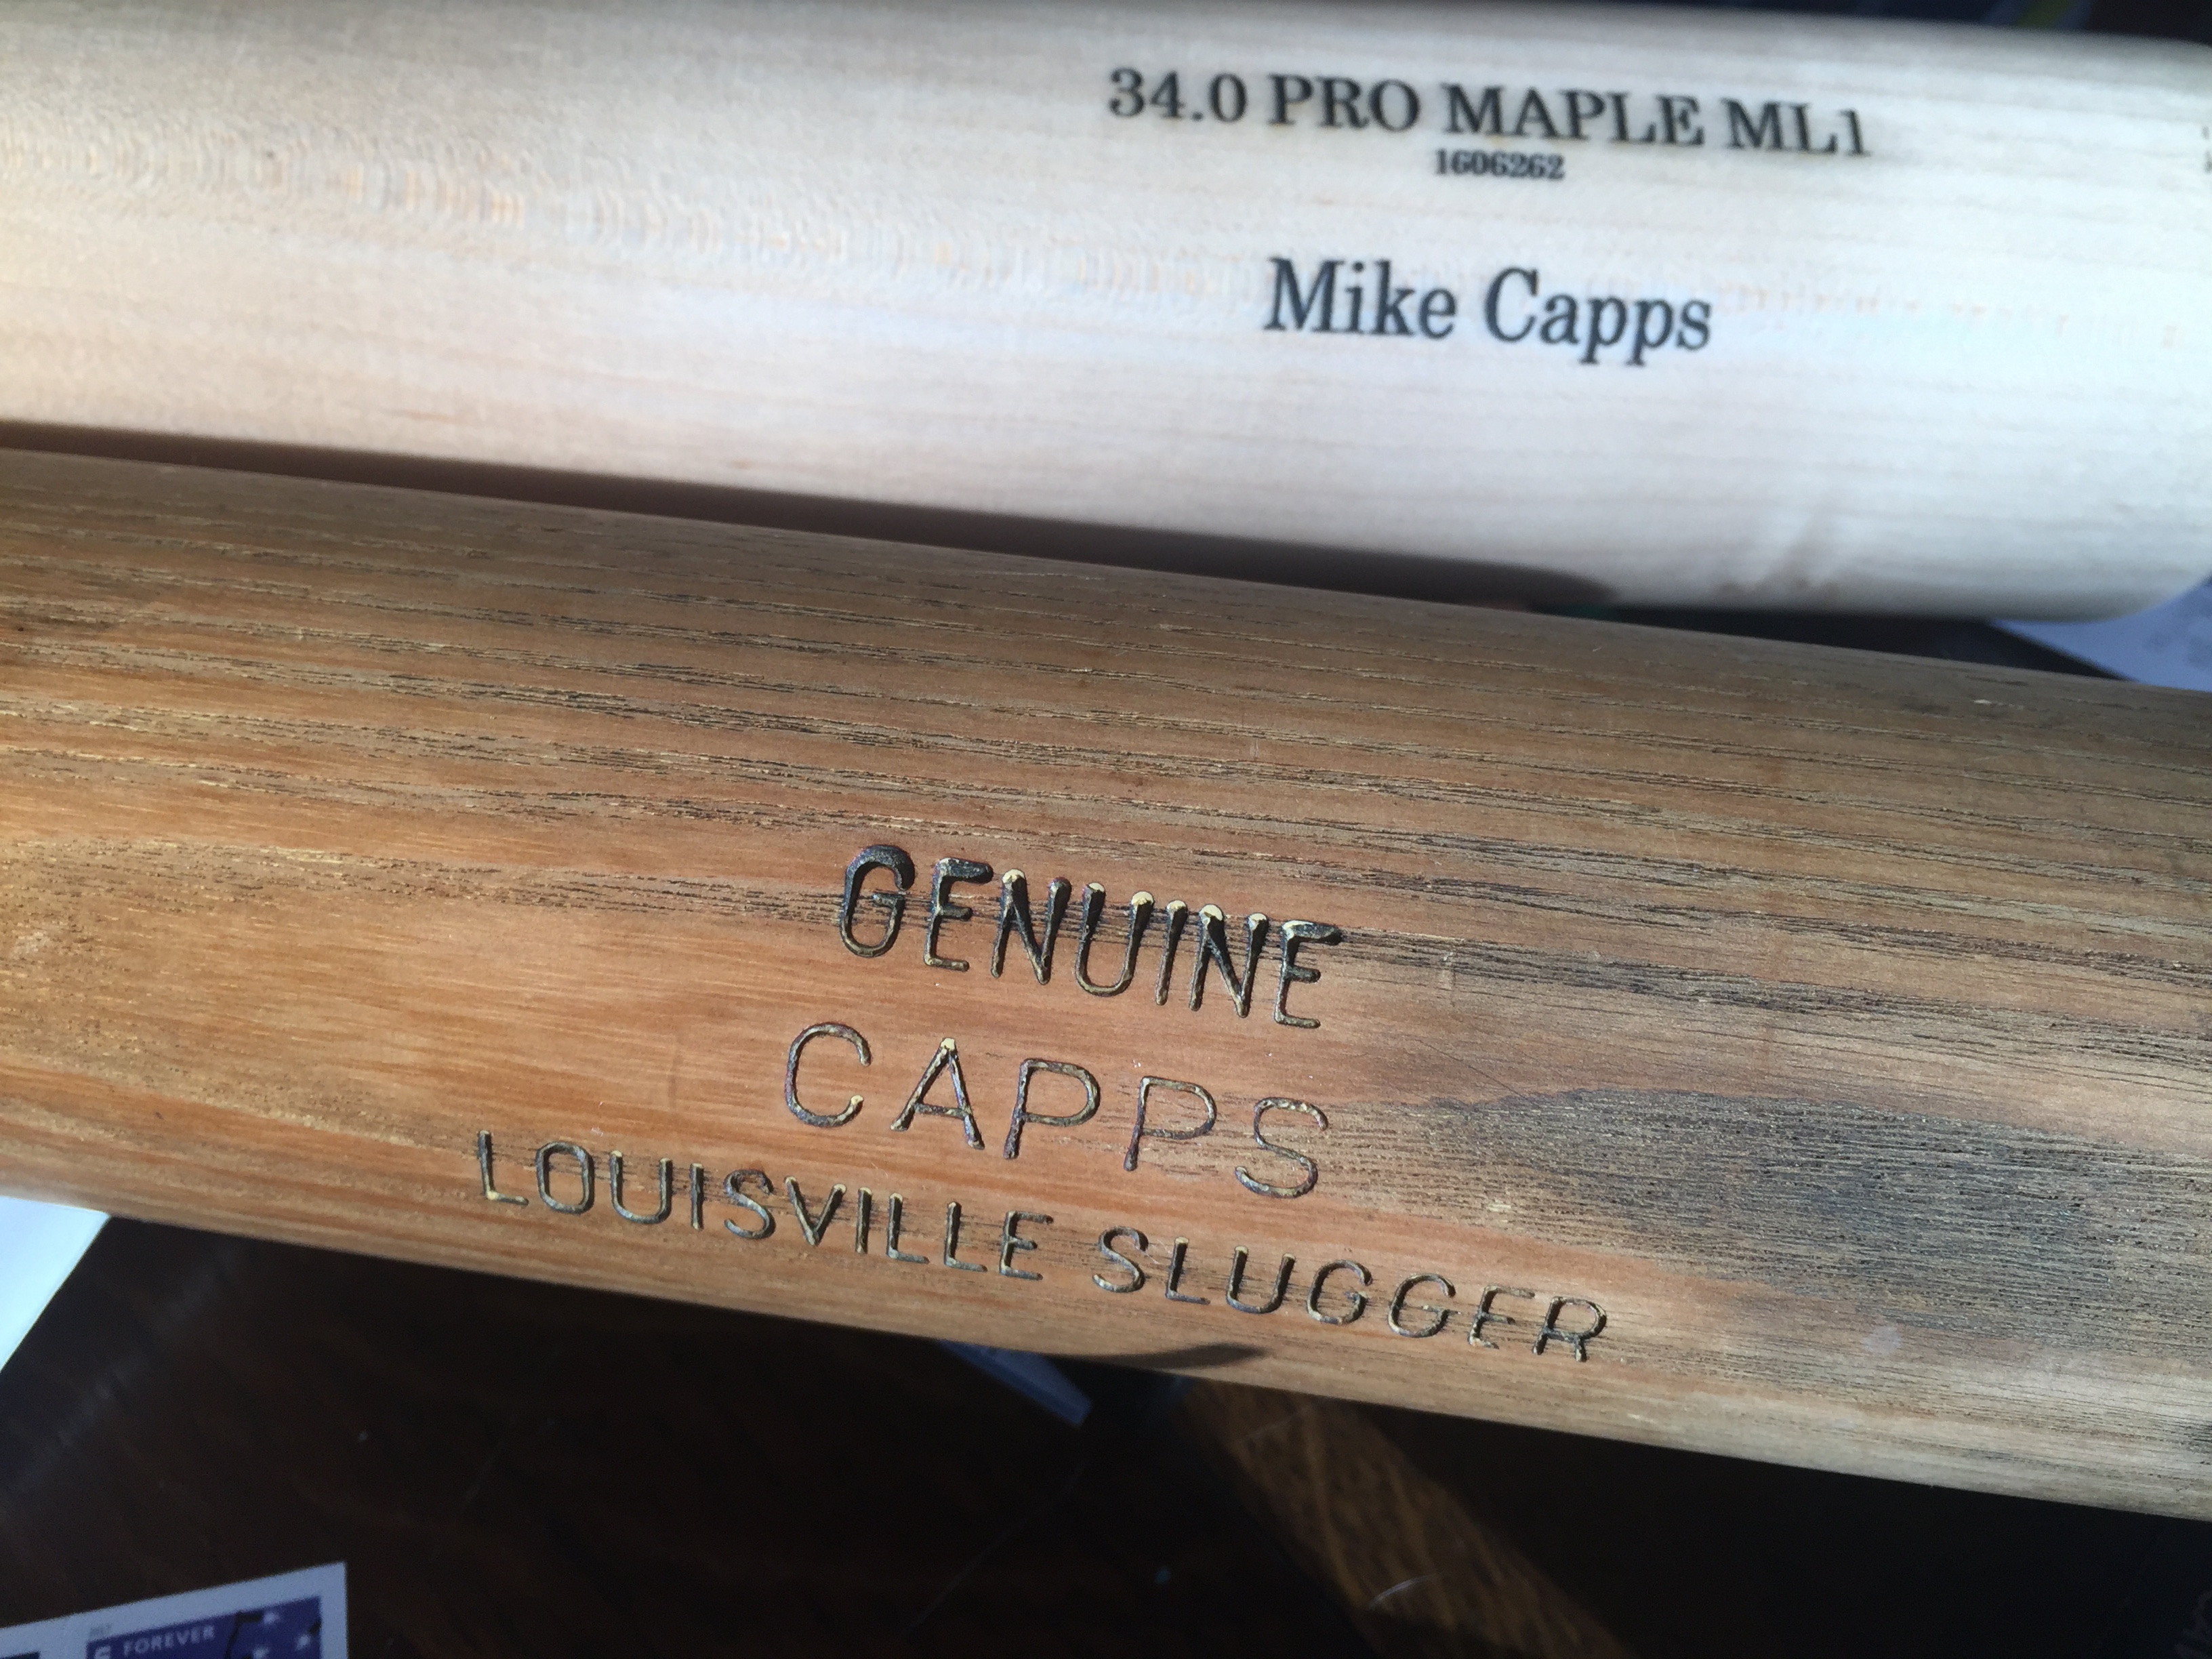 34.0 PRO MAPLE ML1
1606262
Mike Capps
GENUINE
CAPPS
LOUISVILLE SLUGGER
FOREVER